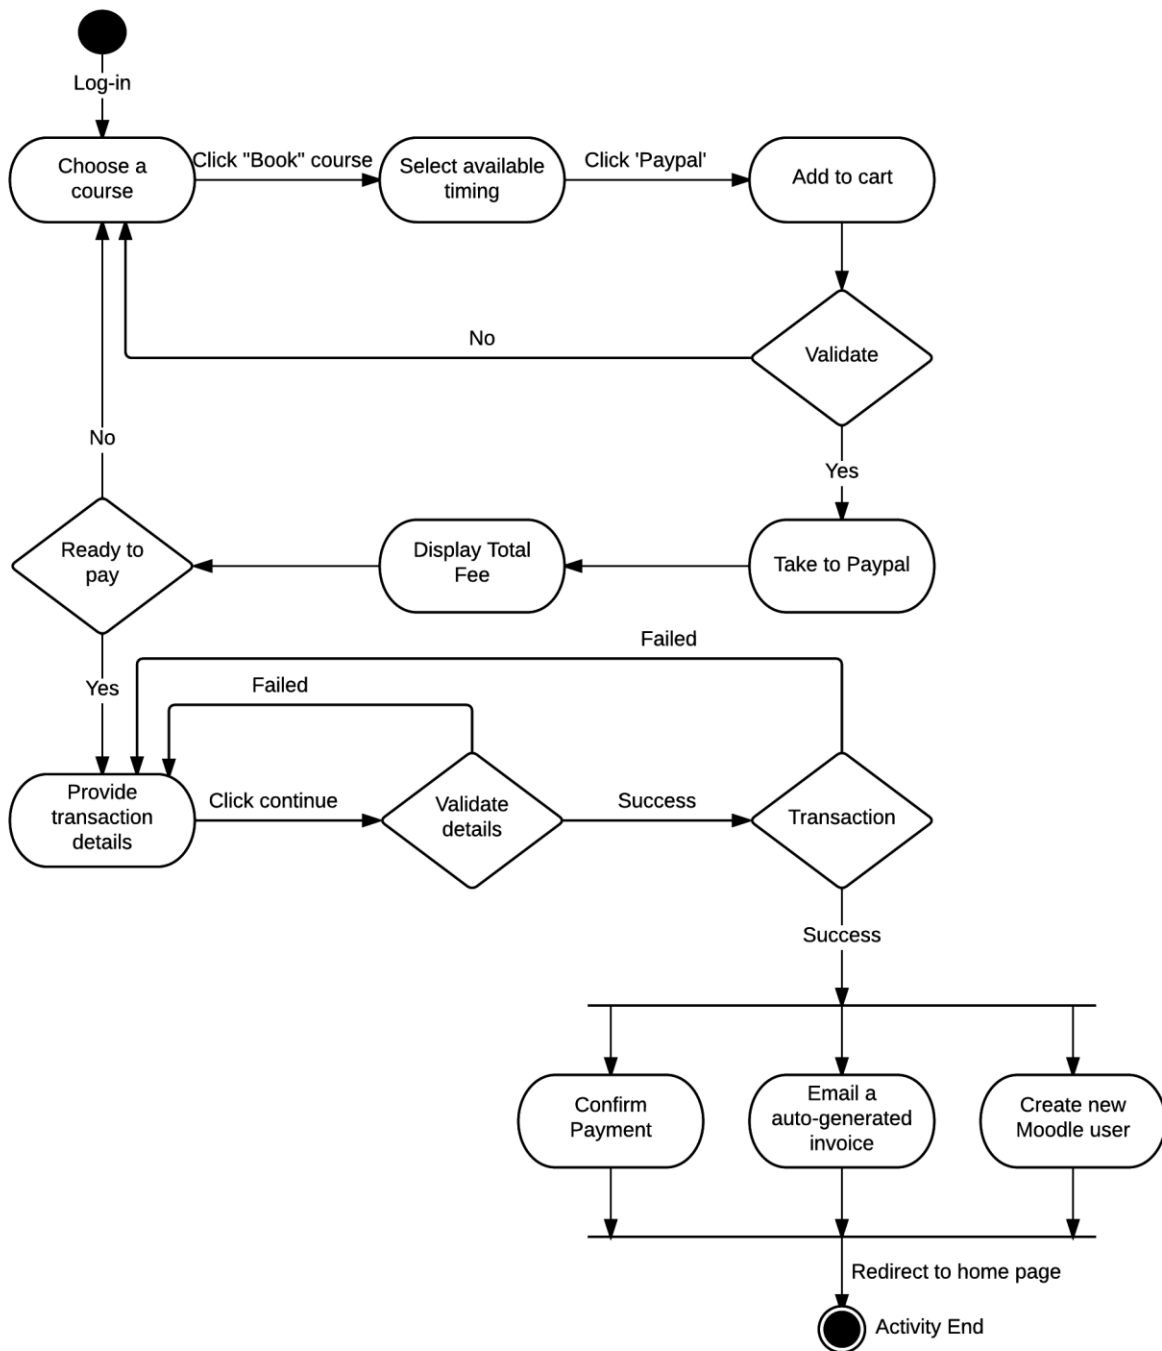 Log-in
Choose a
course
Click "Book" course
Select available
timing
Click 'Paypal'
Add to cart
No
Validate
Yes
No
Ready to
pay
Display Total
Fee
Take to Paypal
Failed
Yes
Failed
Provide
transaction
details
Click continue
Validate
details
Success
Transaction
Success
Confirm
Payment
Email a
auto-generated
invoice
Create new
Moodle user
Redirect to home page
Activity End